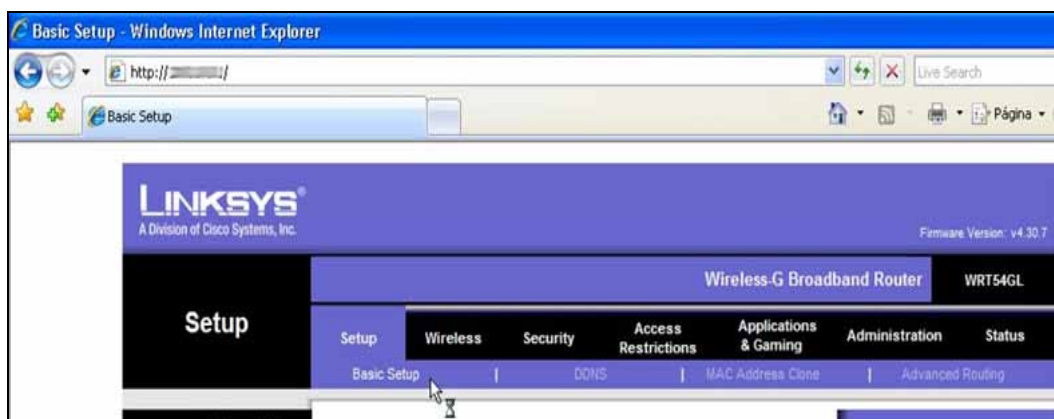 Basic Setup - Windows Internet Explorer
http:// /
Live Search
Basic Setup
Página
LINKSYS®
A Division of Cisco Systems, Inc.
Firmware Version: v4.30.7
Wireless-G Broadband Router
WRT54GL
Setup
Setup
Wireless
Security
Access
Restrictions
Applications
& Gaming
Administration
Status
Basic Setup | DDNS | MAC Address Clone | Advanced Routing